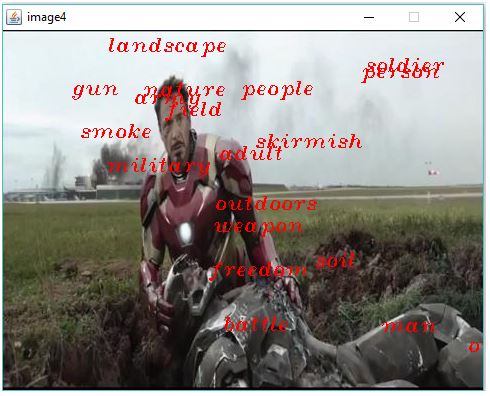 image4
landscape
soldier
person
gun
nature
people
army
field
smoke
skirmish
adult
military
outdoors
weapon
soil
freedom
battle
man
o